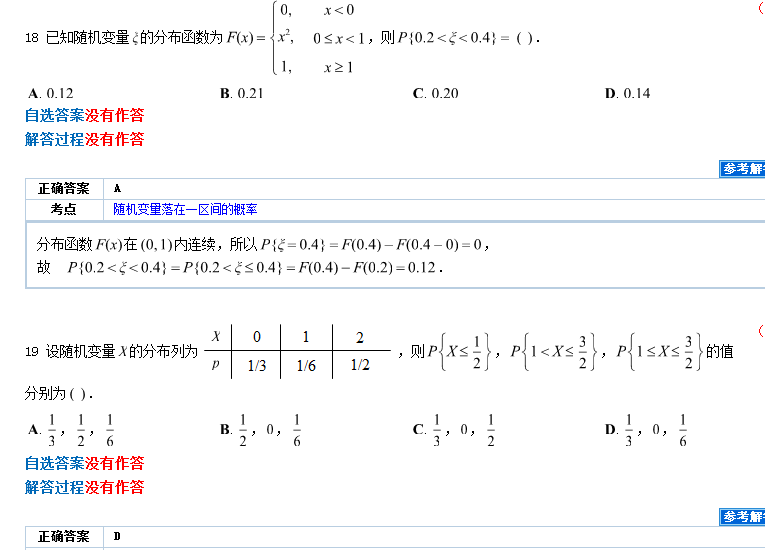 18 已知随机变量 ξ 的分布函数为 F(x) = { 0, x < 0
x², 0 ≤ x < 1
1, x ≥ 1 ，则 P{0.2 < ξ < 0.4} = ( ) .
A. 0.12 B. 0.21 C. 0.20 D. 0.14
自选答案没有作答
解答过程没有作答
参考解
正确答案 A
考点 随机变量落在一区间的概率
分布函数 F(x) 在 (0, 1) 内连续，所以 P{ξ = 0.4} = F(0.4) − F(0.4 − 0) = 0，
故 P{0.2 < ξ < 0.4} = P{0.2 < ξ ≤ 0.4} = F(0.4) − F(0.2) = 0.12 .
19 设随机变量 X 的分布列为
X 0 1 2
p 1/3 1/6 1/2
，则 P{X ≤ 1/2}，P{1 < X ≤ 3/2}，P{1 ≤ X ≤ 3/2} 的值
分别为 ( ) .
A. 1/3，1/2，1/6 B. 1/2，0，1/6 C. 1/3，0，1/2 D. 1/3，0，1/6
自选答案没有作答
解答过程没有作答
参考解
正确答案 D